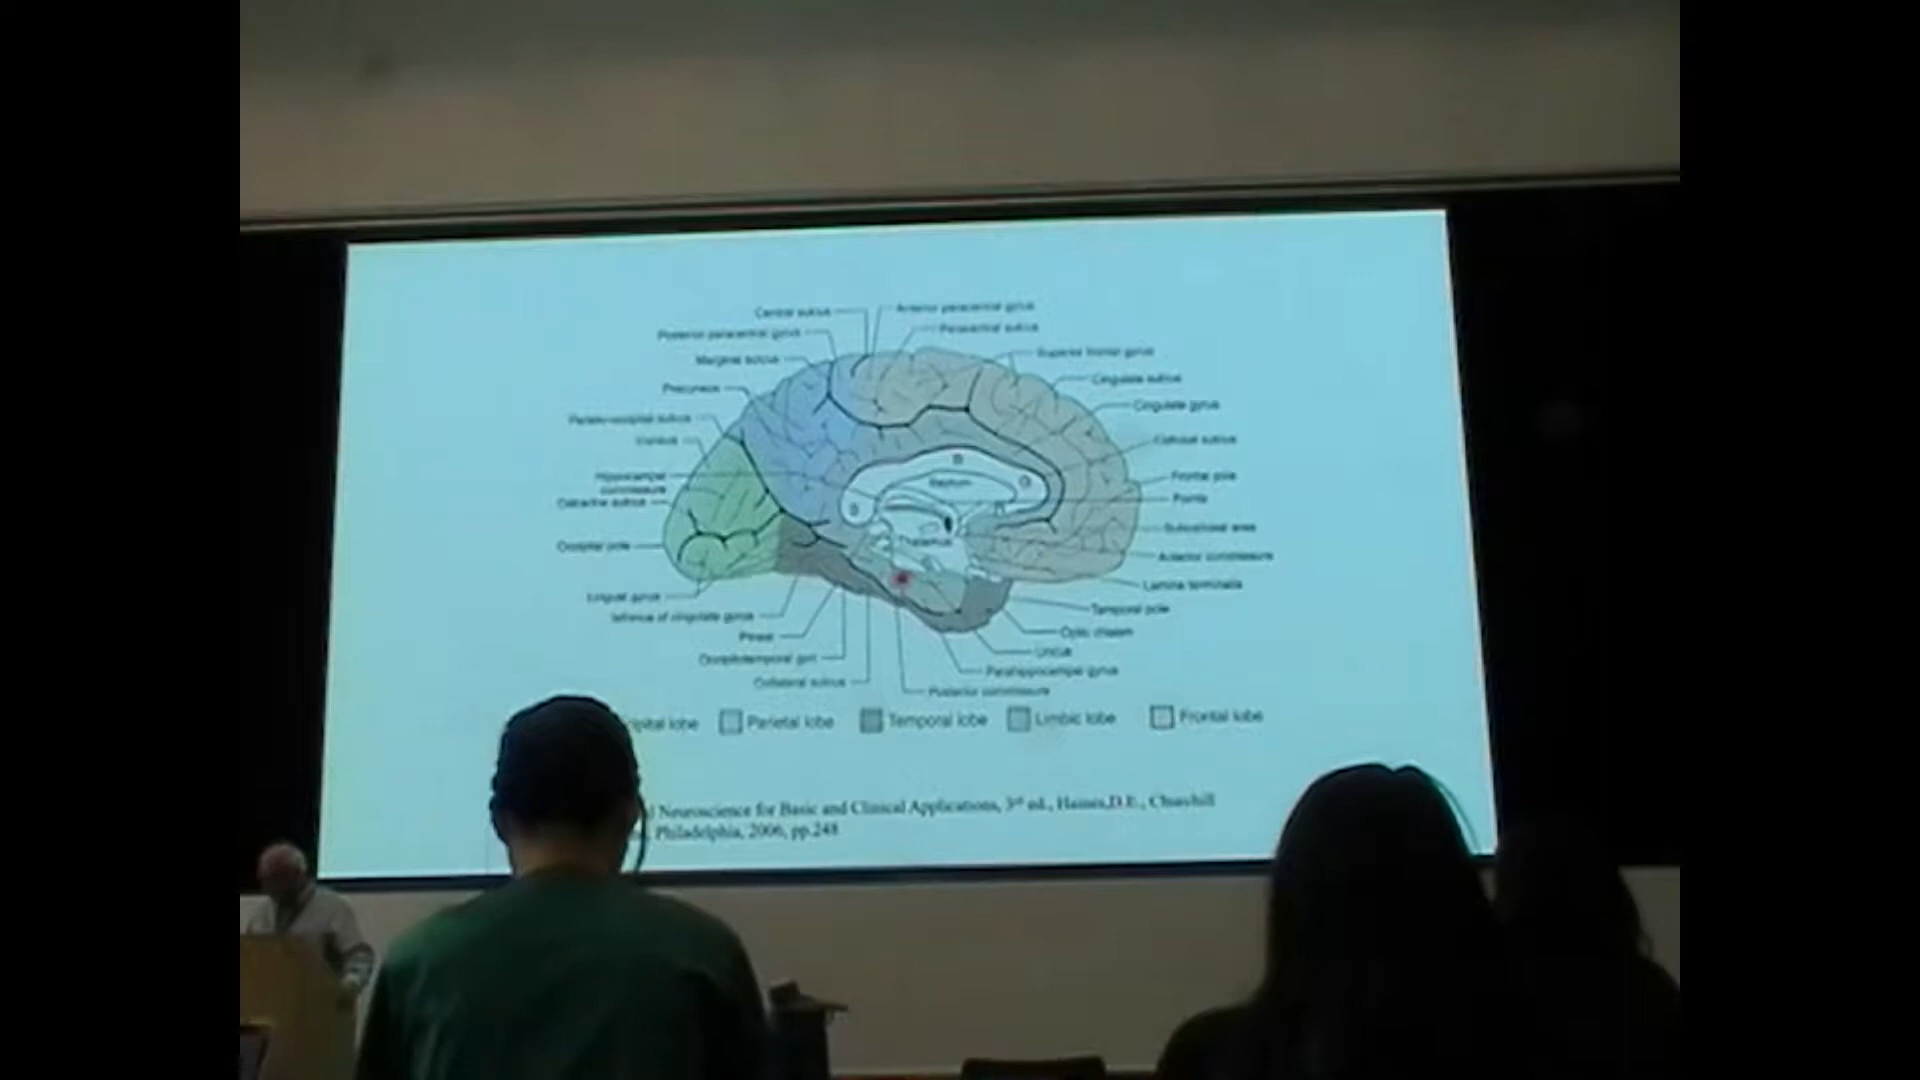 Central sulcus
Anterior paracentral gyrus
Posterior paracentral gyrus
Paracentral sulcus
Marginal sulcus
Superior frontal gyrus
Precuneus
Cingulate sulcus
Cingulate gyrus
Parieto-occipital sulcus
Cuneus
Callosal sulcus
Hippocampal
commissure
Frontal pole
Calcarine sulcus
Fornix
B
Septum
G
S
R
Subcallosal area
Thalamus
Occipital pole
Anterior commissure
Lamina terminalis
Lingual gyrus
Temporal pole
Isthmus of cingulate gyrus
Optic chiasm
Pineal
Uncus
Occipitotemporal gyri
Parahippocampal gyrus
Collateral sulcus
Posterior commissure
cipital lobe Parietal lobe Temporal lobe Limbic lobe Frontal lobe
l Neuroscience for Basic and Clinical Applications, 3rd ed., Haines,D.E., Churchill
Philadelphia, 2006, pp.248